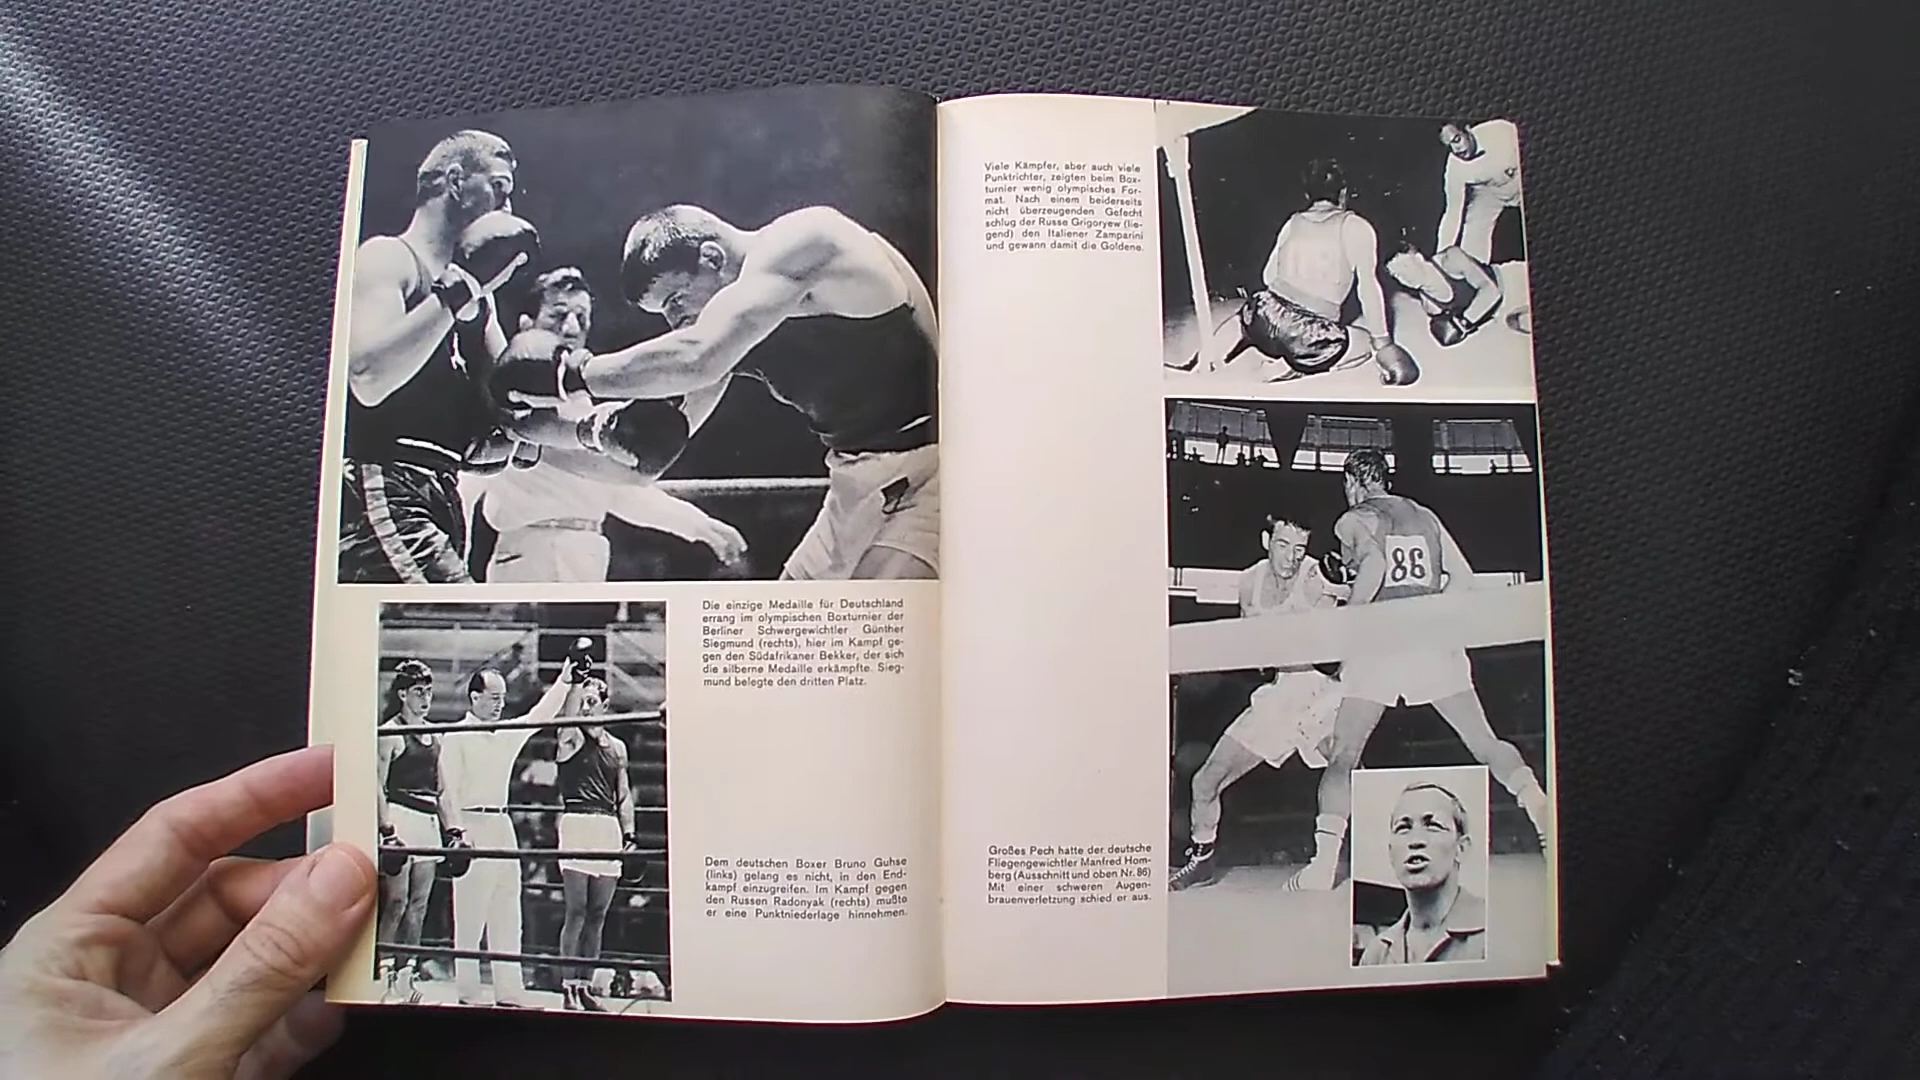 Die einzige Medaille für Deutschland
errang im olympischen Boxturnier der
Berliner Schwergewichtler Günther
Siegmund (rechts), hier im Kampf ge-
gen den Südafrikaner Bekker, der sich
die silberne Medaille erkämpfte. Sieg-
mund belegte den dritten Platz.
Dem deutschen Boxer Bruno Guhse
(links) gelang es nicht, in den End-
kampf einzugreifen. Im Kampf gegen
den Russen Radonyak (rechts) mußte
er eine Punktniederlage hinnehmen.
Viele Kämpfer, aber auch viele
Punktrichter, zeigten beim Box-
turnier wenig olympisches For-
mat. Nach einem beiderseits
nicht überzeugenden Gefecht
schlug der Russe Grigoryew (lie-
gend) den Italiener Zamparini
und gewann damit die Goldene.
86
Großes Pech hatte der deutsche
Fliegengewichtler Manfred Hom-
berg (Ausschnitt und oben Nr. 86)
Mit einer schweren Augen-
brauenverletzung schied er aus.